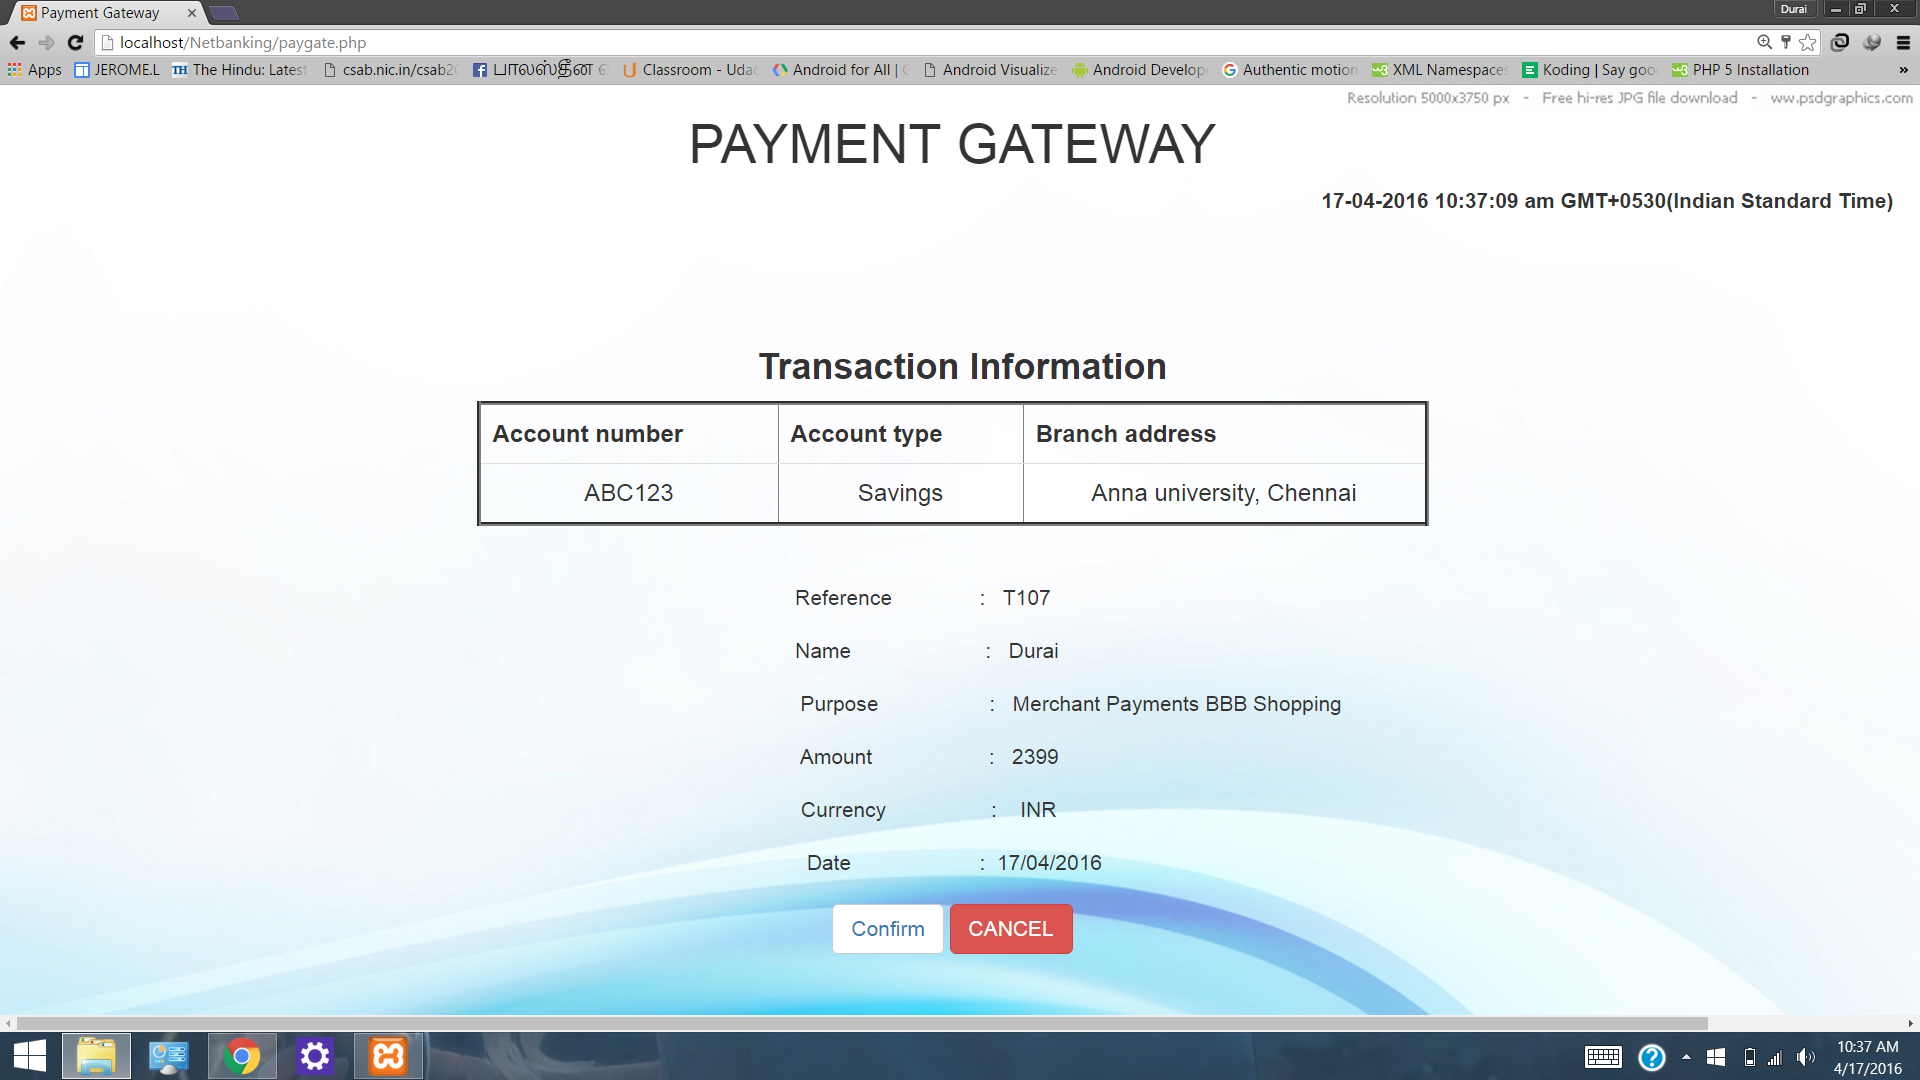 Payment Gateway
Durai
localhost/Netbanking/paygate.php
Apps JEROME.L TH The Hindu: Latest csab.nic.in/csab20 Classroom - Udac Android for All | Android Visualize Android Develop Authentic motion XML Namespaces Koding | Say goo PHP 5 Installation »
Resolution 5000x3750 px - Free hi-res JPG file download - www.psdgraphics.com
PAYMENT GATEWAY
17-04-2016 10:37:09 am GMT+0530(Indian Standard Time)
Transaction Information
Account number Account type Branch address
ABC123 Savings Anna university, Chennai
Reference : T107
Name : Durai
Purpose : Merchant Payments BBB Shopping
Amount : 2399
Currency : INR
Date : 17/04/2016
Confirm CANCEL
10:37 AM
4/17/2016